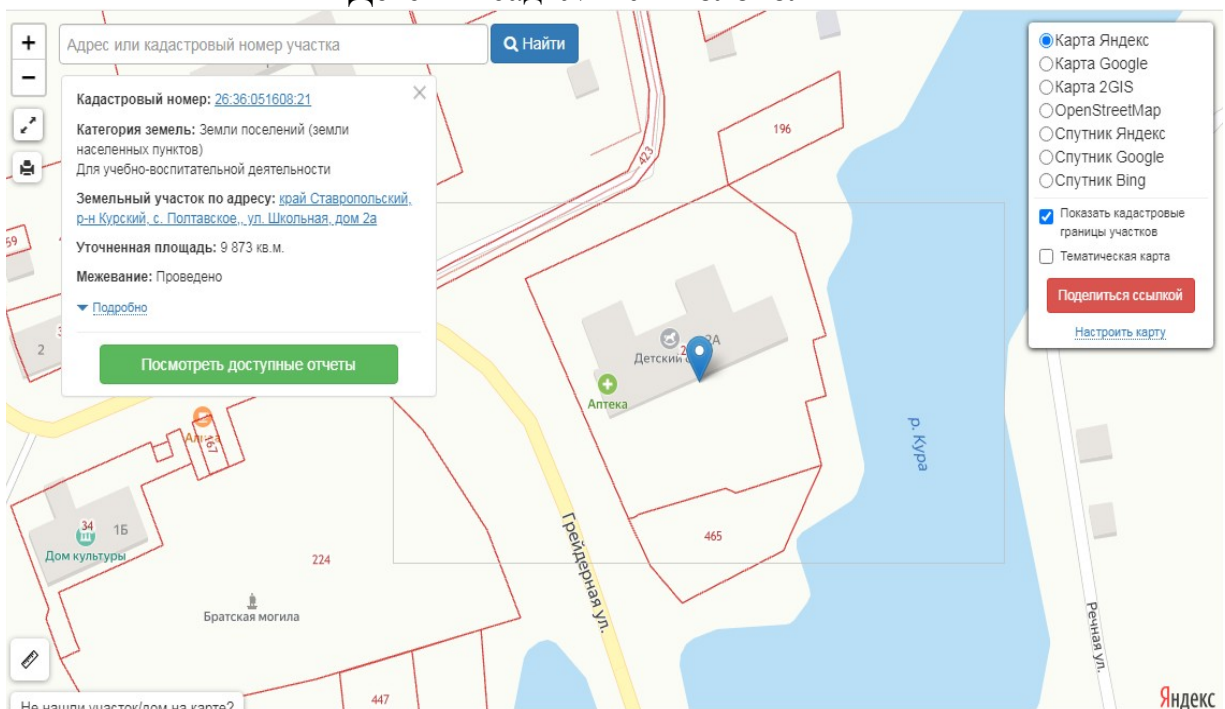 Адрес или кадастровый номер участка
Найти
Кадастровый номер: 26:36:051608:21
Категория земель: Земли поселений (земли
населенных пунктов)
Для учебно-воспитательной деятельности
Земельный участок по адресу: край Ставропольский,
р-н Курский, с. Полтавское,, ул. Школьная, дом 2а
Уточненная площадь: 9 873 кв.м.
Межевание: Проведено
Подробно
Посмотреть доступные отчеты
Карта Яндекс
Карта Google
Карта 2GIS
OpenStreetMap
Спутник Яндекс
Спутник Google
Спутник Bing
Показать кадастровые
границы участков
Тематическая карта
Поделиться ссылкой
Настроить карту
196
423
2
Детский
Аптека
р. Кура
167
34
1Б
Дом культуры
224
Братская могила
Грейдерная ул.
465
Речная ул.
447
Не нашли участок/дом на карте?
Яндекс